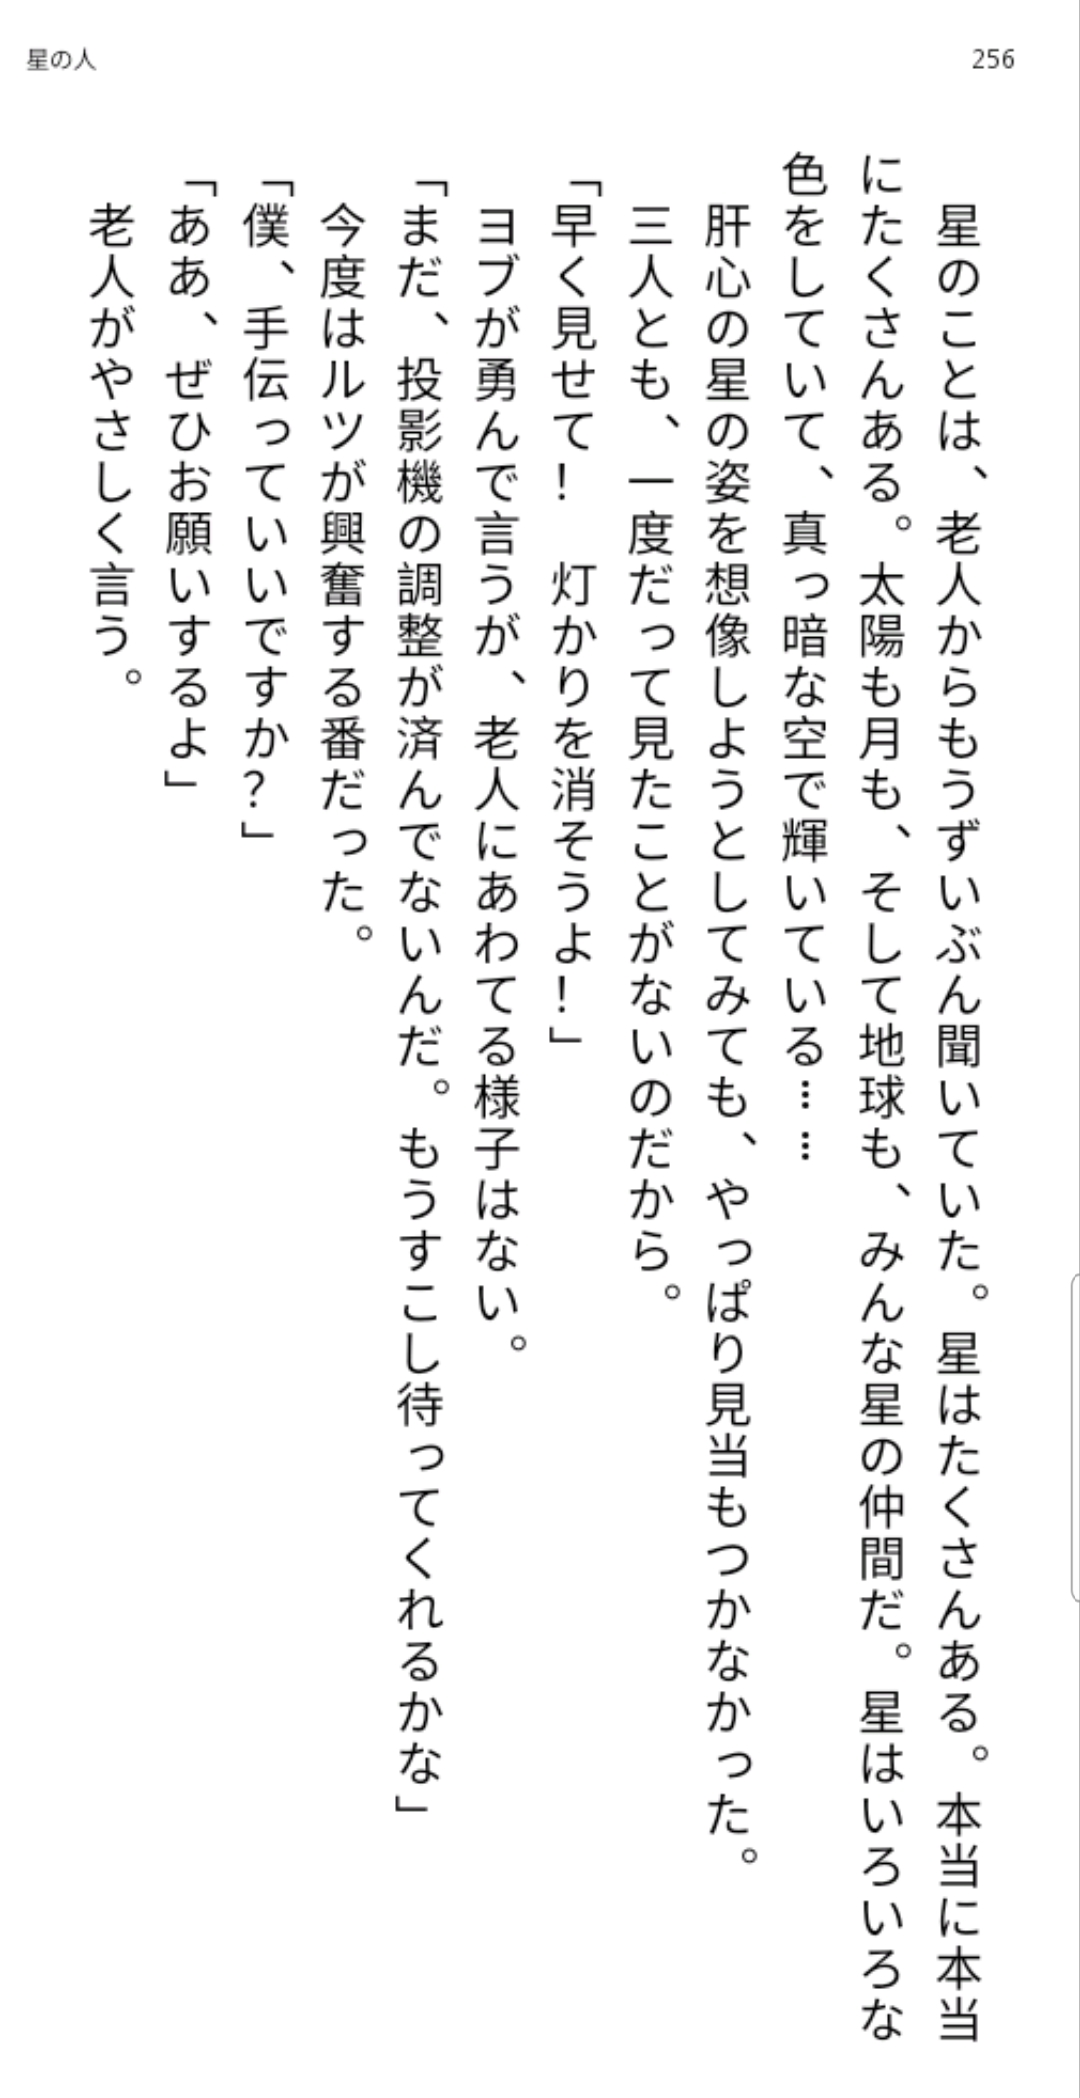 星の人
256
　星のことは、老人からもうずいぶん聞いていた。星はたくさんある。本当に本当
にたくさんある。太陽も月も、そして地球も、みんな星の仲間だ。星はいろいろな
色をしていて、真っ暗な空で輝いている……
　肝心の星の姿を想像しようとしてみても、やっぱり見当もつかなかった。
　三人とも、一度だって見たことがないのだから。
「早く見せて！　灯かりを消そうよ！」
　ヨブが勇んで言うが、老人にあわてる様子はない。
「まだ、投影機の調整が済んでないんだ。もうすこし待ってくれるかな」
　今度はルツが興奮する番だった。
「僕、手伝っていいですか？」
「ああ、ぜひお願いするよ」
　老人がやさしく言う。